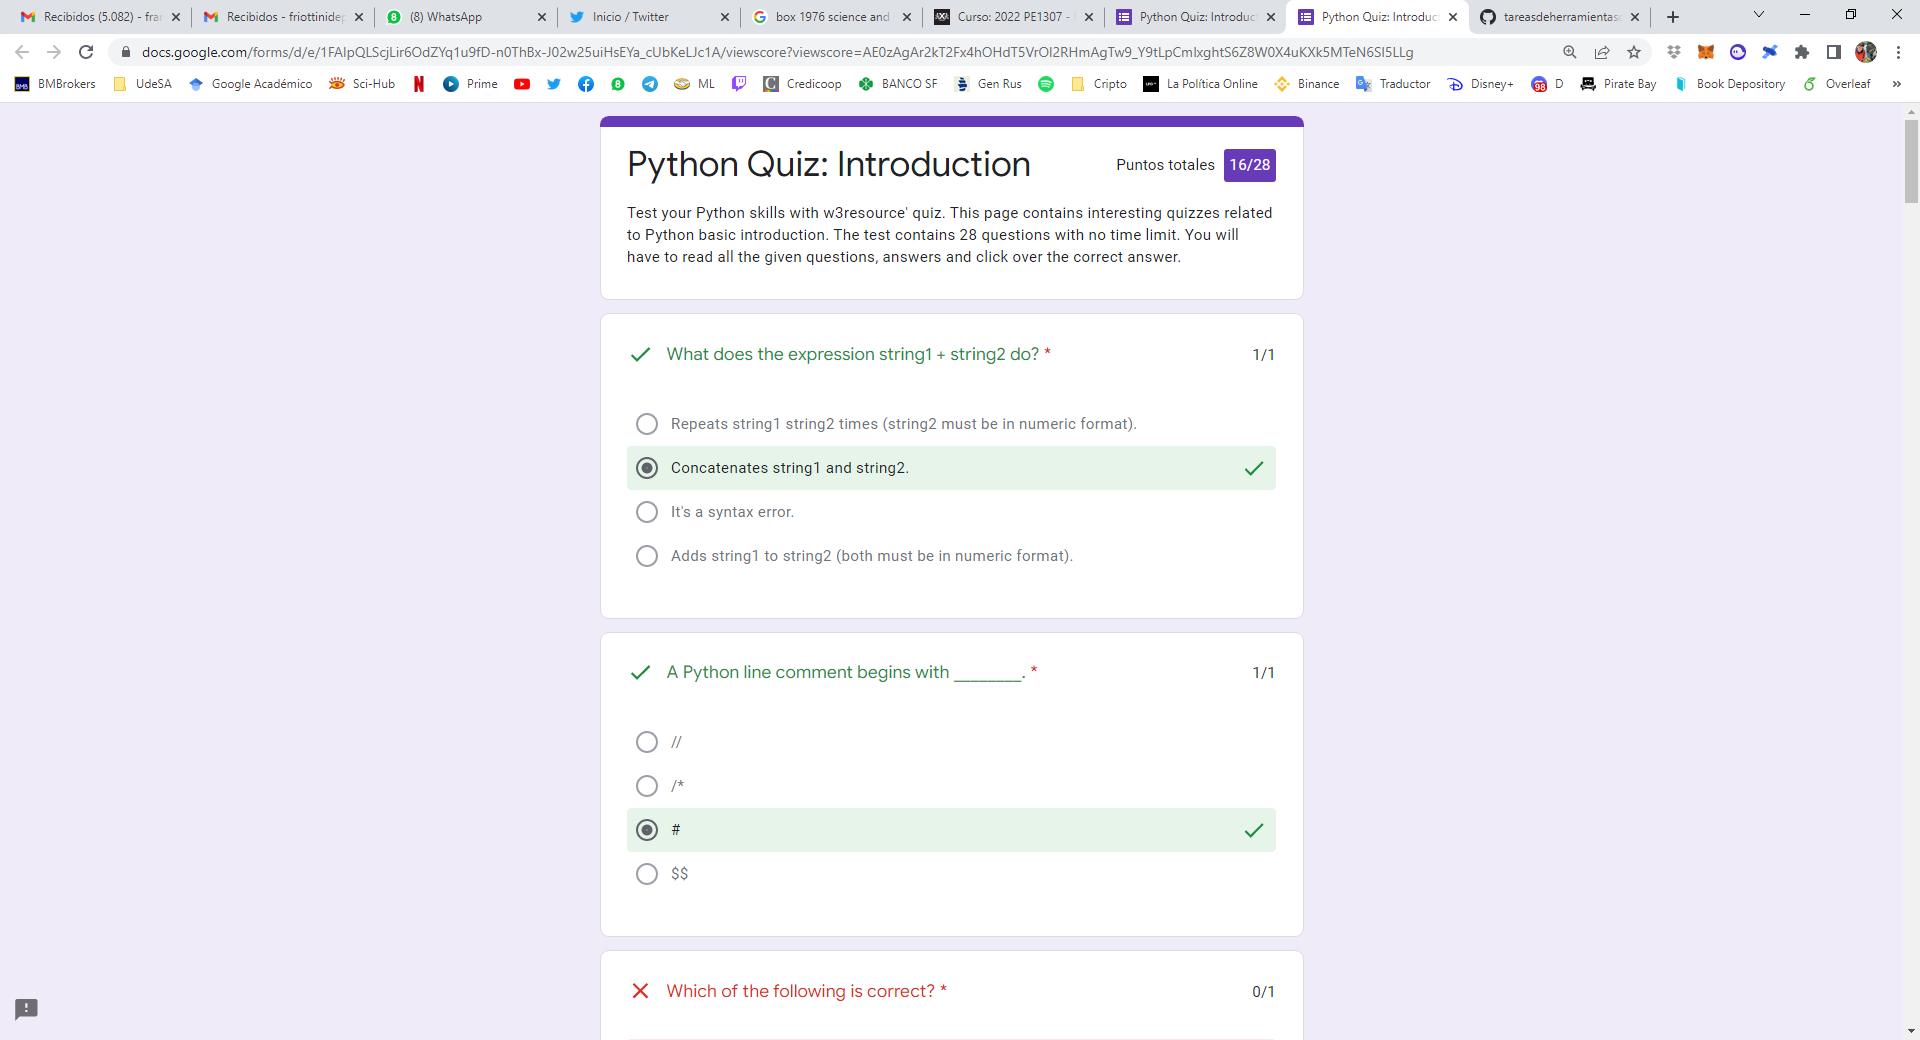 Recibidos (5.082) - fra
Recibidos - friottinide
(8) WhatsApp
Inicio / Twitter
box 1976 science and
Curso: 2022 PE1307 -
Python Quiz: Introduc
Python Quiz: Introduc
tareasdeherramientas
docs.google.com/forms/d/e/1FAIpQLScjLir6OdZYq1u9fD-n0ThBx-J02w25uiHsEYa_cUbKeLJc1A/viewscore?viewscore=AE0zAgAr2kT2Fx4hOHdT5VrOl2RHmAgTw9_Y9tLpCmIxghtS6Z8W0X4uKXk5MTeN6SI5LLg
BMBrokers
UdeSA
Google Académico
Sci-Hub
Prime
ML
Credicoop
BANCO SF
Gen Rus
Cripto
La Política Online
Binance
Traductor
Disney+
D
Pirate Bay
Book Depository
Overleaf
»
Python Quiz: Introduction
Puntos totales 16/28
Test your Python skills with w3resource' quiz. This page contains interesting quizzes related
to Python basic introduction. The test contains 28 questions with no time limit. You will
have to read all the given questions, answers and click over the correct answer.
What does the expression string1 + string2 do? *
1/1
Repeats string1 string2 times (string2 must be in numeric format).
Concatenates string1 and string2.
It's a syntax error.
Adds string1 to string2 (both must be in numeric format).
A Python line comment begins with ________. *
1/1
//
/*
#
$$
Which of the following is correct? *
0/1